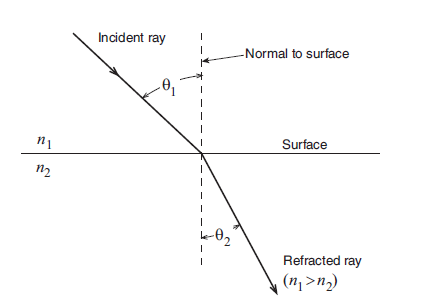 Incident ray
Normal to surface
θ1
n1
Surface
n2
θ2
Refracted ray
(n1>n2)